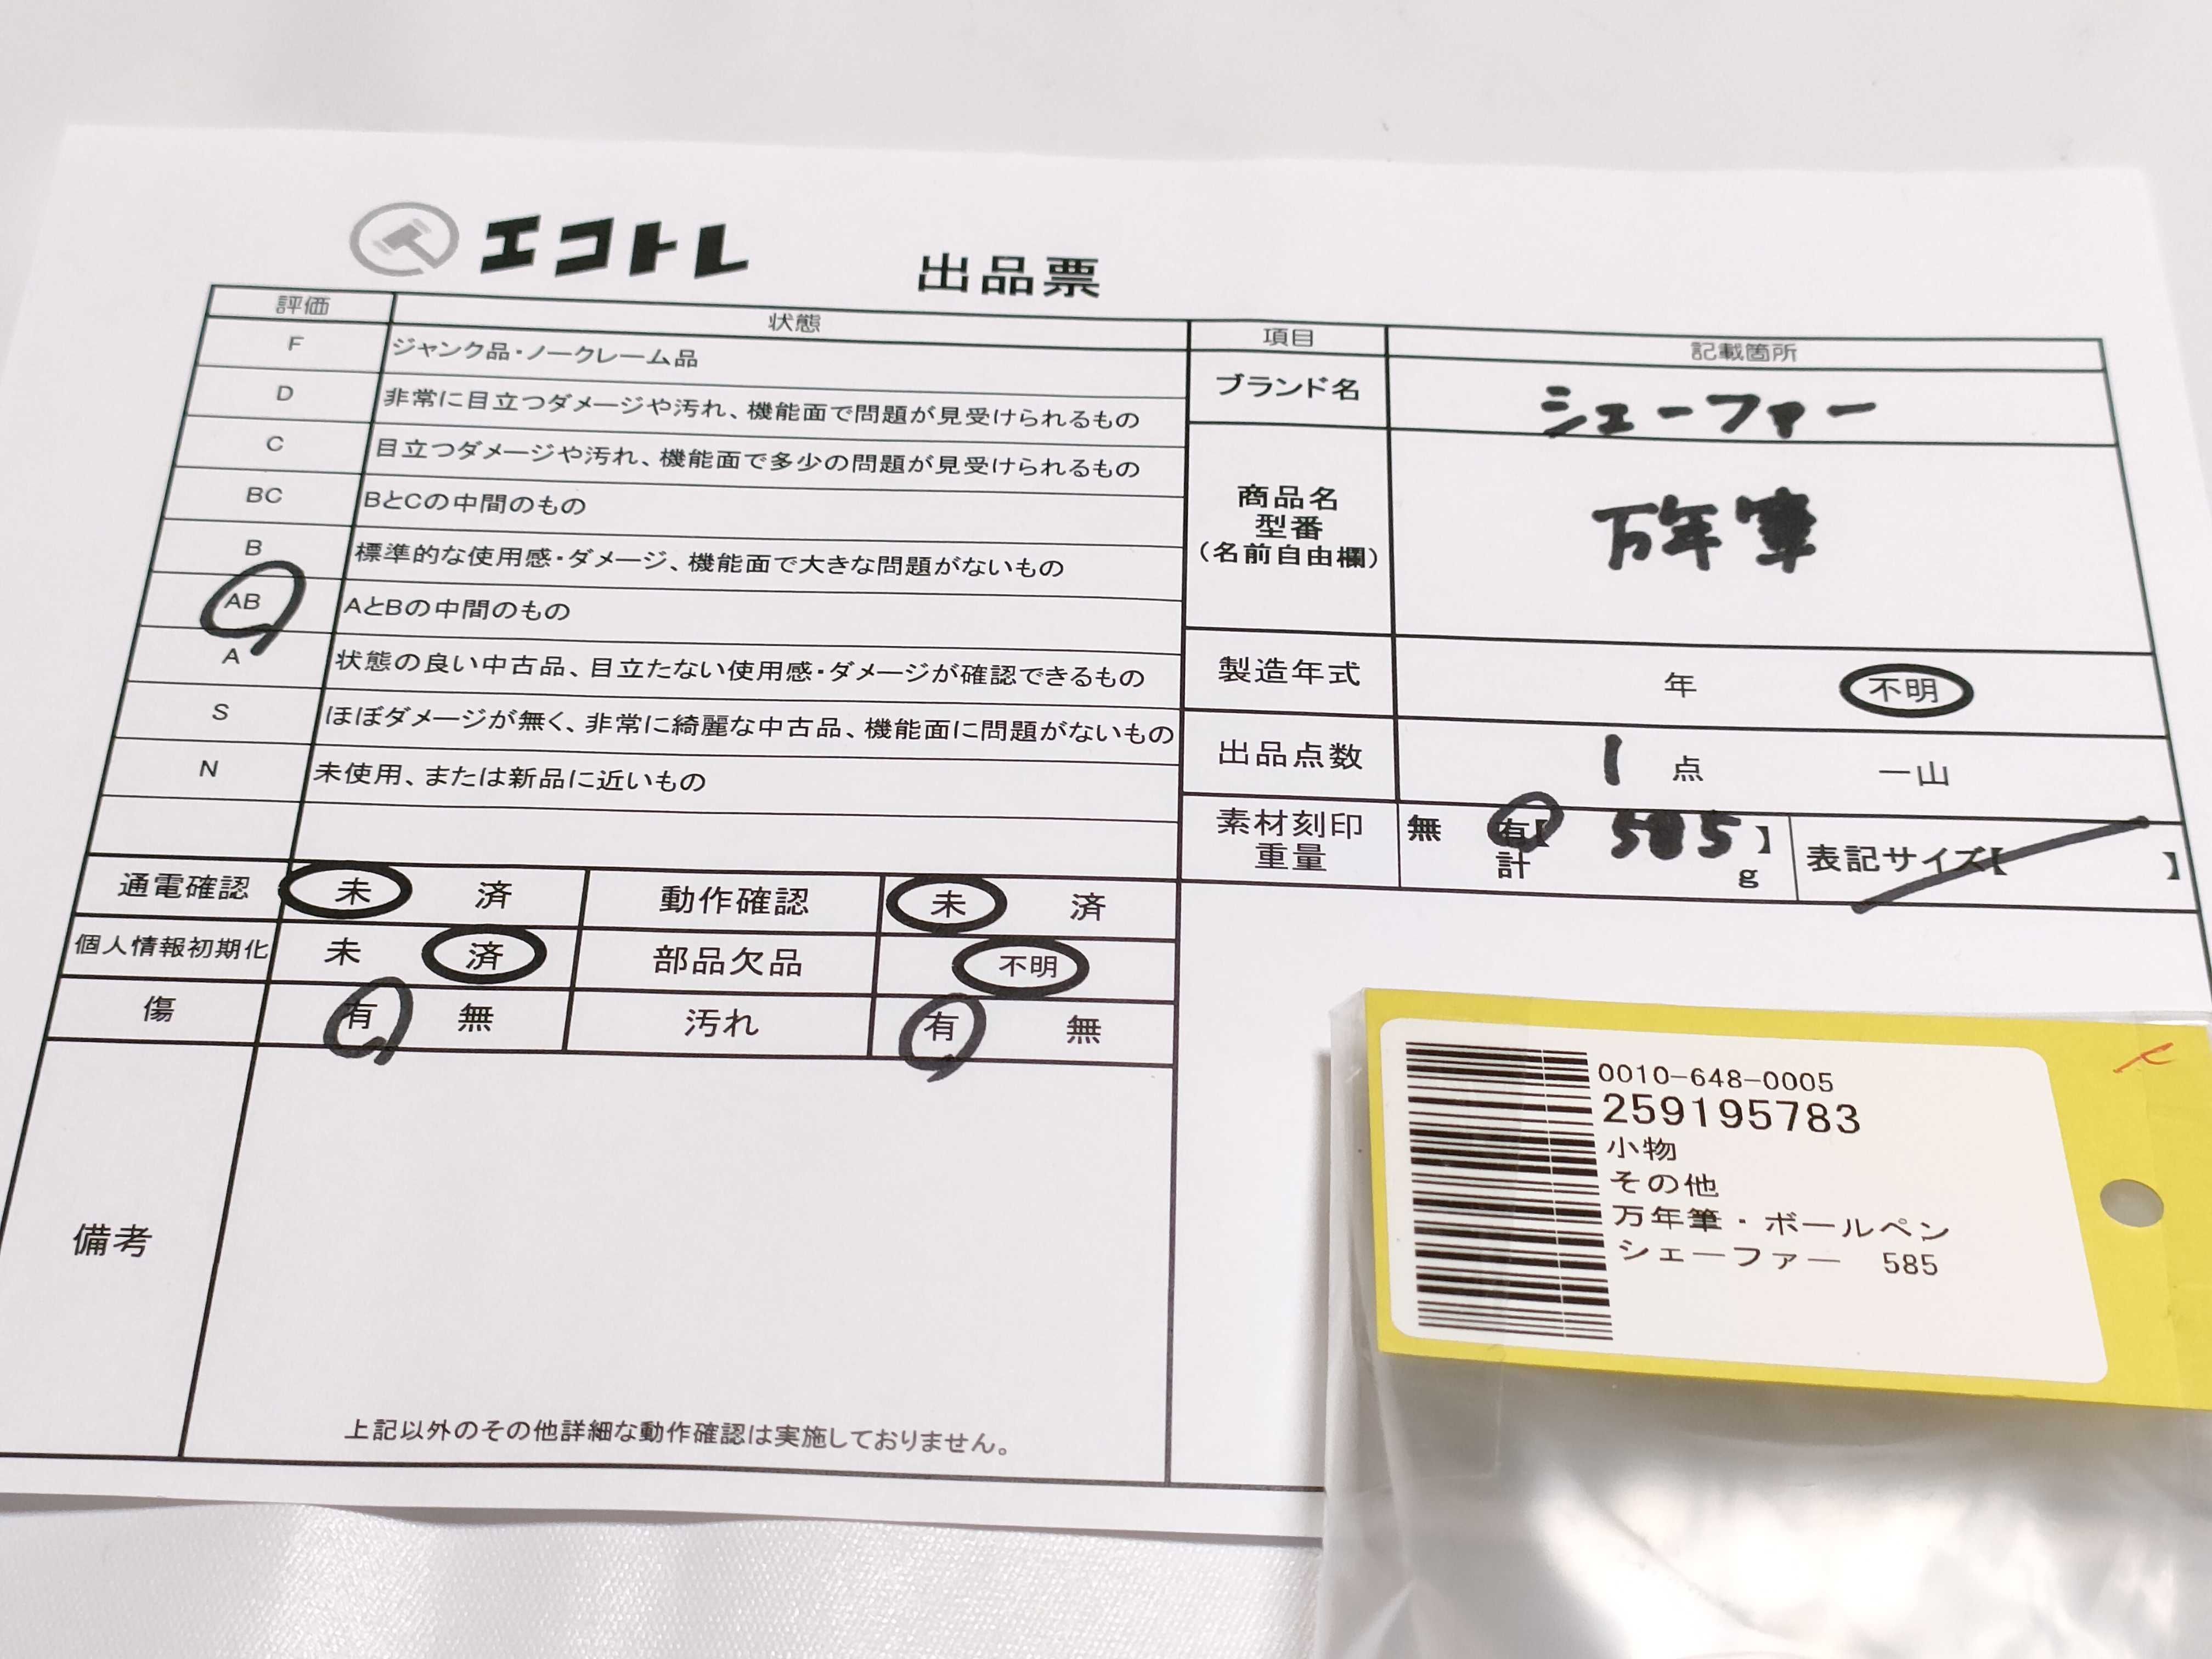 エコトレ 出品票
評価 状態
F ジャンク品・ノークレーム品
D 非常に目立つダメージや汚れ、機能面で問題が見受けられるもの
C 目立つダメージや汚れ、機能面で多少の問題が見受けられるもの
BC BとCの中間のもの
B 標準的な使用感・ダメージ、機能面で大きな問題がないもの
AB AとBの中間のもの
A 状態の良い中古品、目立たない使用感・ダメージが確認できるもの
S ほぼダメージが無く、非常に綺麗な中古品、機能面に問題がないもの
N 未使用、または新品に近いもの
通電確認 未 済 動作確認 未 済
個人情報初期化 未 済 部品欠品 不明
傷 有 無 汚れ 有 無
備考
上記以外のその他詳細な動作確認は実施しておりません。
項目 記載箇所
ブランド名 シェーファー
商品名
型番
(名前自由欄)
万年筆
製造年式 年 不明
出品点数 1 点 一山
素材刻印 無 有【 585 】
重量 計 g
表記サイズ【 】
0010-648-0005
259195783
小物
その他
万年筆・ボールペン
シェーファー 585